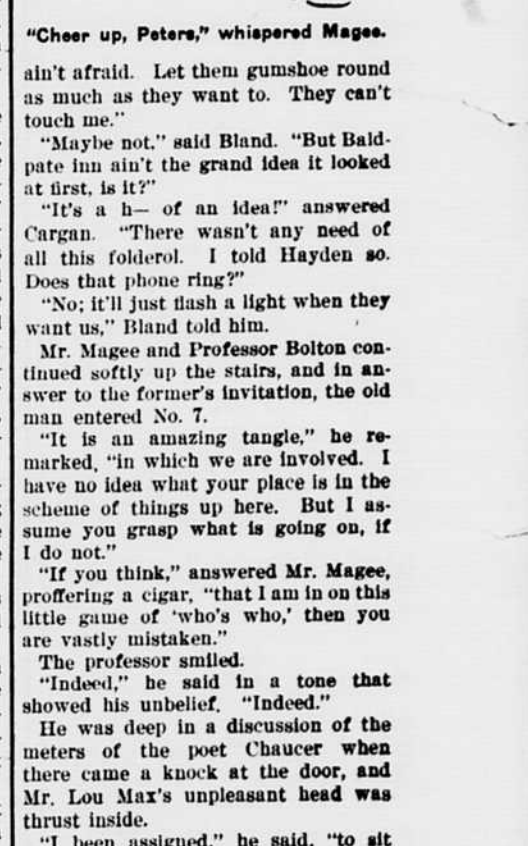 "Cheer up, Peters," whispered Magee.
ain't afraid. Let them gumshoe round
as much as they want to. They can't
touch me."
"Maybe not," said Bland. "But Bald-
pate inn ain't the grand idea it looked
at first, is it?"
"It's a h— of an idea!" answered
Cargan. "There wasn't any need of
all this folderol. I told Hayden so.
Does that phone ring?"
"No; it'll just flash a light when they
want us," Bland told him.
Mr. Magee and Professor Bolton con-
tinued softly up the stairs, and in an-
swer to the former's invitation, the old
man entered No. 7.
"It is an amazing tangle," he re-
marked, "in which we are involved. I
have no idea what your place is in the
scheme of things up here. But I as-
sume you grasp what is going on, if
I do not."
"If you think," answered Mr. Magee,
proffering a cigar, "that I am in on this
little game of 'who's who,' then you
are vastly mistaken."
The professor smiled.
"Indeed," he said in a tone that
showed his unbelief. "Indeed."
He was deep in a discussion of the
meters of the poet Chaucer when
there came a knock at the door, and
Mr. Lou Max's unpleasant head was
thrust inside.
"I been assigned," he said, "to sit